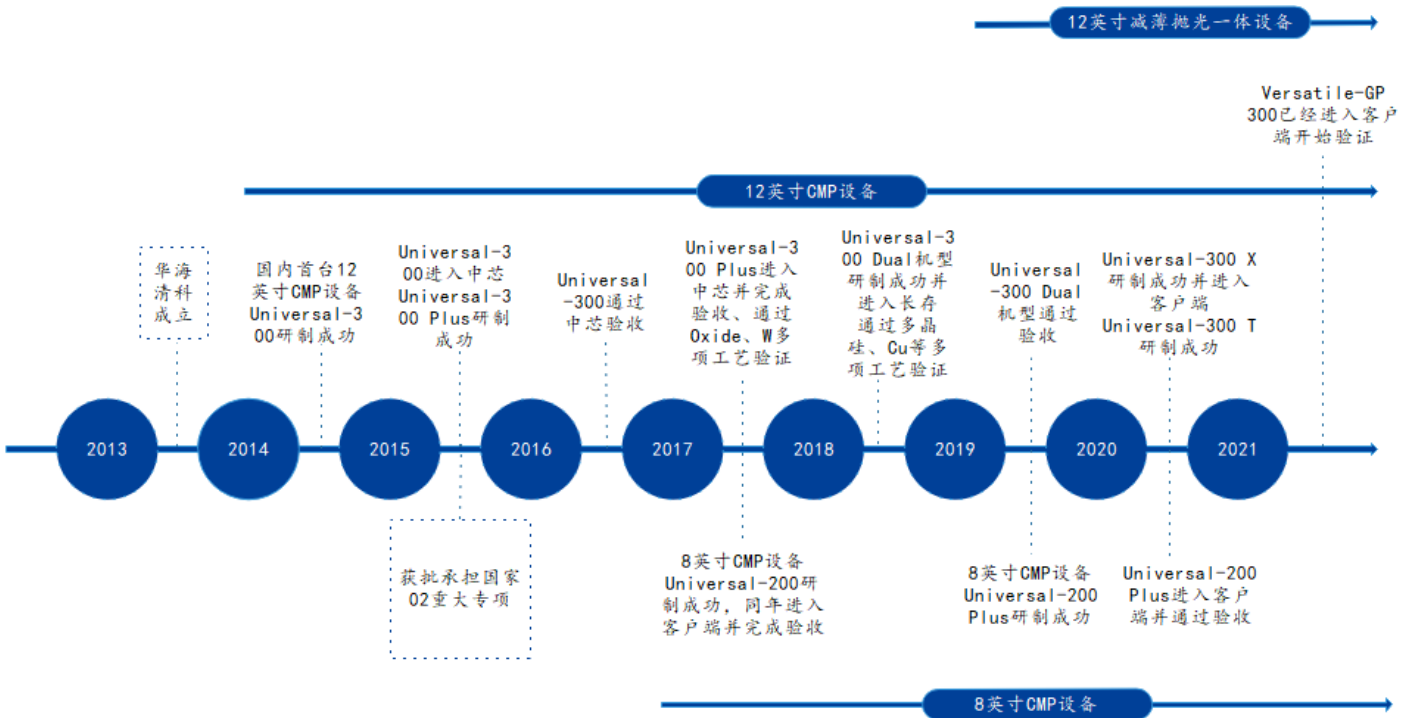 12英寸减薄抛光一体设备
Versatile-GP
300已经进入客户
端开始验证
12英寸CMP设备
华海
清科
成立
国内首台12
英寸CMP设备
Universal-3
00研制成功
Universal-3
00进入中芯
Universal-3
00 Plus研制
成功
Universal
-300通过
中芯验收
Universal-3
00 Plus进入
中芯并完成
验收、通过
Oxide、W多
项工艺验证
Universal-3
00 Dual机型
研制成功并
进入长存
通过多晶
硅、Cu等多
项工艺验证
Universal
-300 Dual
机型通过
验收
Universal-300 X
研制成功并进入
客户端
Universal-300 T
研制成功
2013
2014
2015
2016
2017
2018
2019
2020
2021
获批承担国家
02重大专项
8英寸CMP设备
Universal-200研
制成功，同年进入
客户端并完成验收
8英寸CMP设备
Universal-200
Plus研制成功
Universal-200
Plus进入客户
端并通过验收
8英寸CMP设备